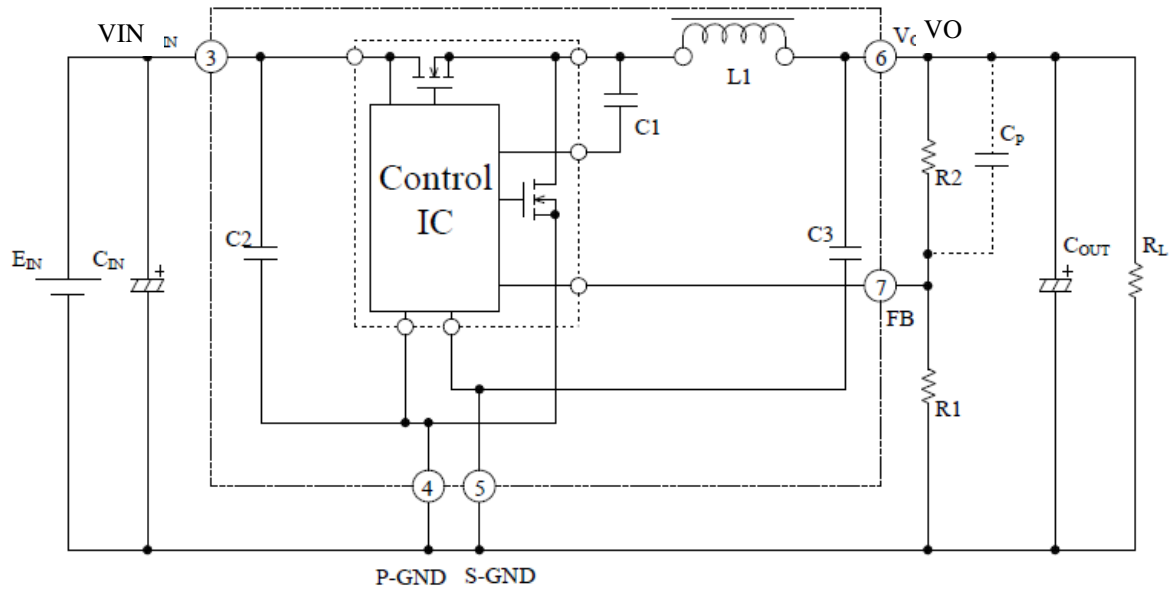 VIN
IN
3
6
VO
L1
C1
CP
R2
Control
IC
C2
C3
EIN
CIN
COUT
RL
7
FB
R1
4
5
P-GND
S-GND